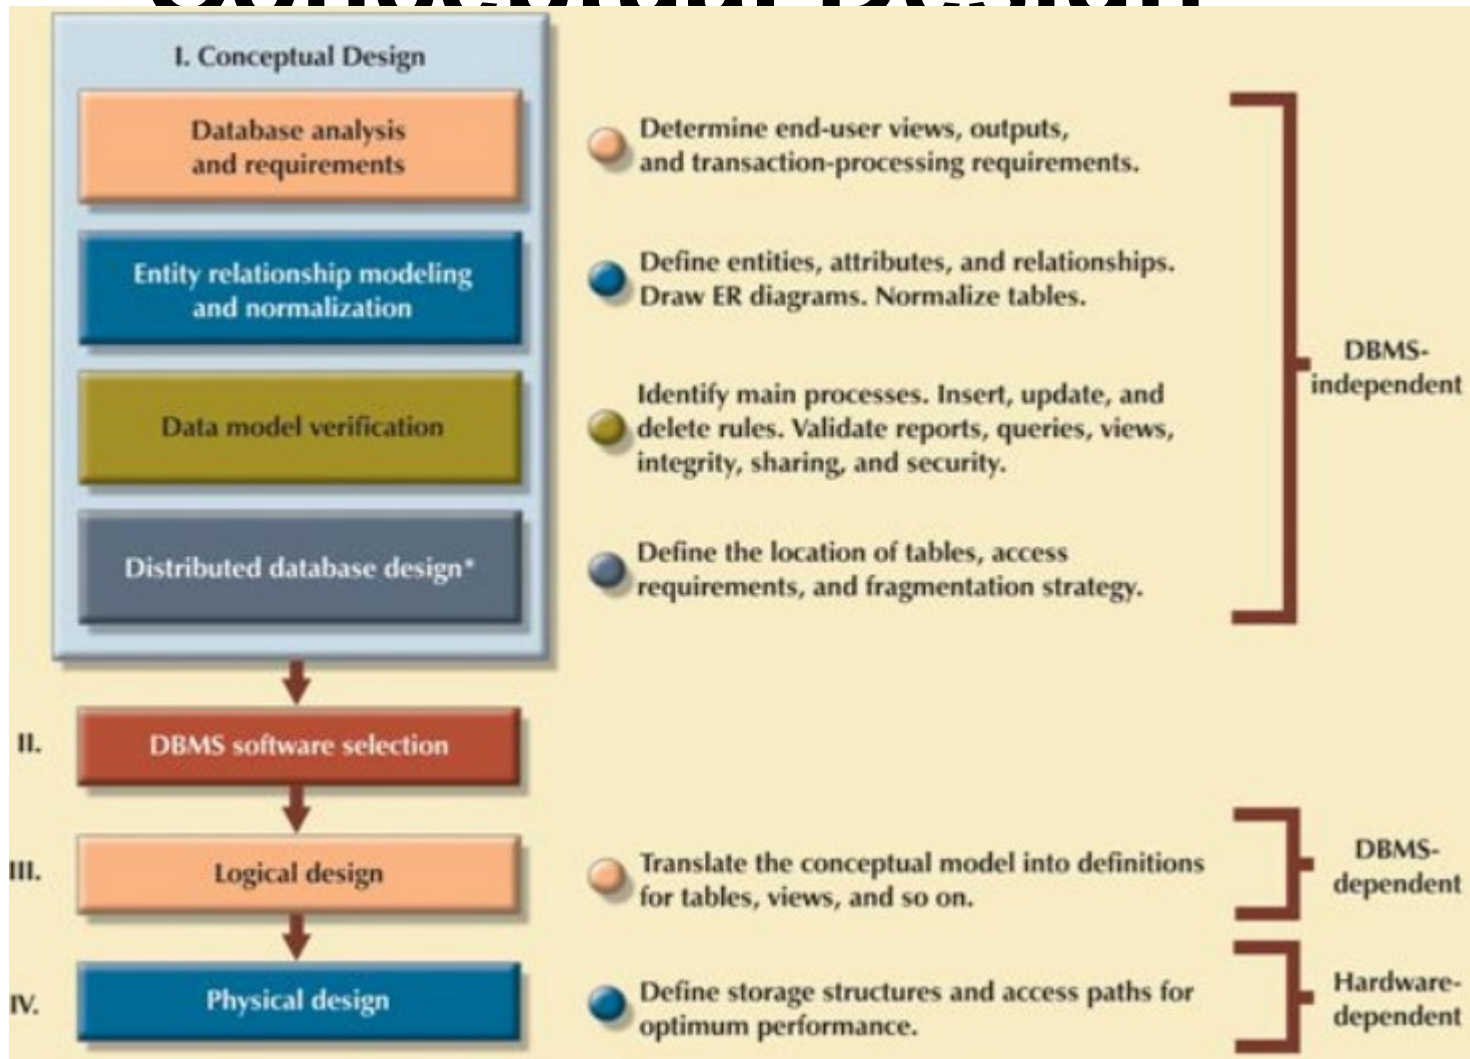 Conceptual Design
I. Conceptual Design
Database analysis
and requirements
Determine end-user views, outputs,
and transaction-processing requirements.
Entity relationship modeling
and normalization
Define entities, attributes, and relationships.
Draw ER diagrams. Normalize tables.
Data model verification
Identify main processes. Insert, update, and
delete rules. Validate reports, queries, views,
integrity, sharing, and security.
Distributed database design*
Define the location of tables, access
requirements, and fragmentation strategy.
DBMS-
independent
II.
DBMS software selection
III.
Logical design
Translate the conceptual model into definitions
for tables, views, and so on.
DBMS-
dependent
IV.
Physical design
Define storage structures and access paths for
optimum performance.
Hardware-
dependent